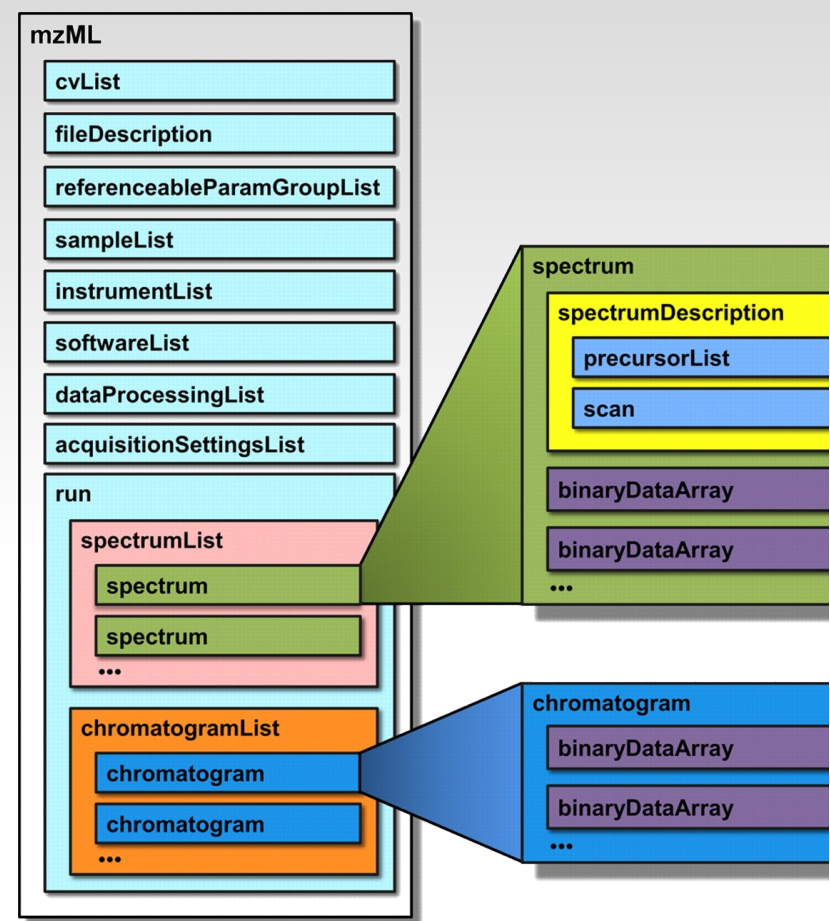 mzML
cvList
fileDescription
referenceableParamGroupList
sampleList
instrumentList
softwareList
dataProcessingList
acquisitionSettingsList
run
spectrumList
spectrum
spectrum
...
chromatogramList
chromatogram
chromatogram
...
spectrum
spectrumDescription
precursorList
scan
binaryDataArray
binaryDataArray
...
chromatogram
binaryDataArray
binaryDataArray
...